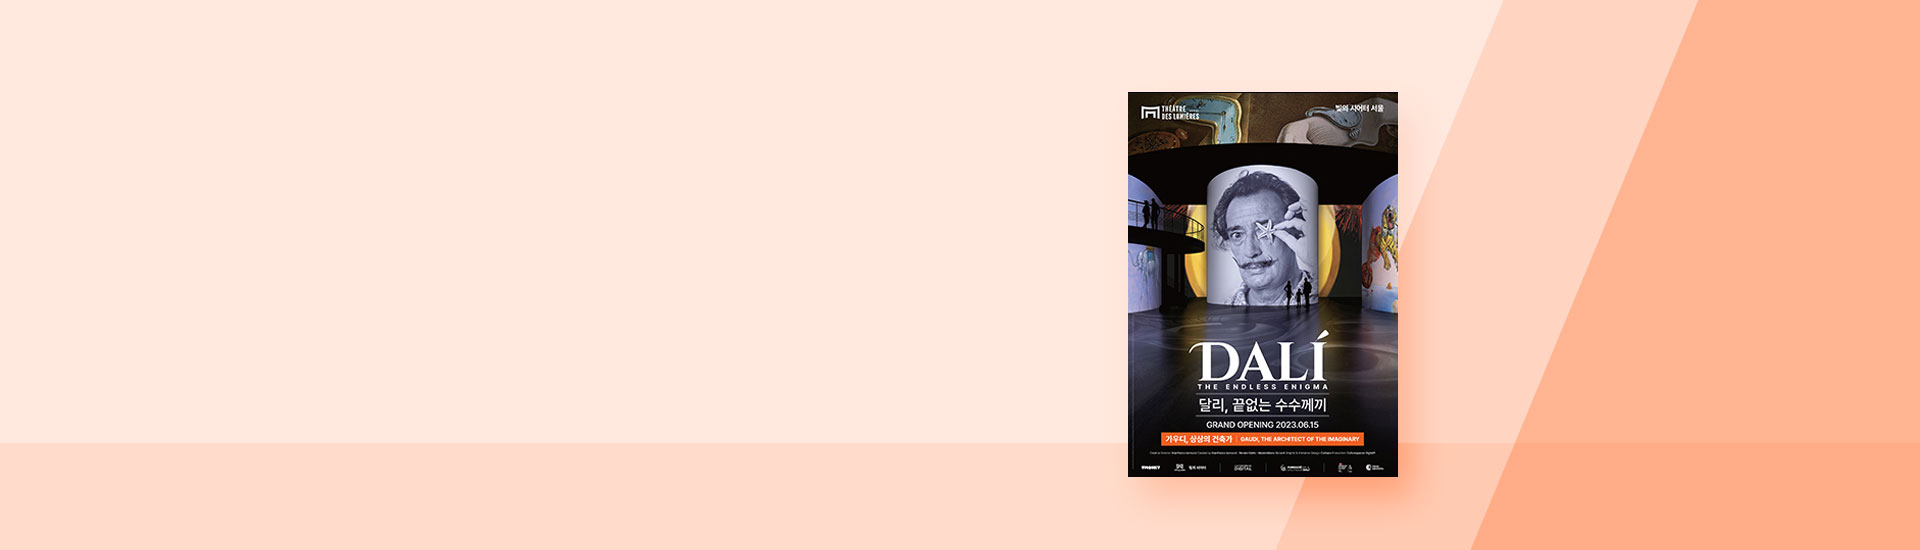 THÉÂTRE
DES LUMIÈRES
빛의 시어터 서울
DALÍ
THE ENDLESS ENIGMA
달리, 끝없는 수수께끼
GRAND OPENING 2023.06.15
가우디, 상상의 건축가 | GAUDI, THE ARCHITECT OF THE IMAGINARY